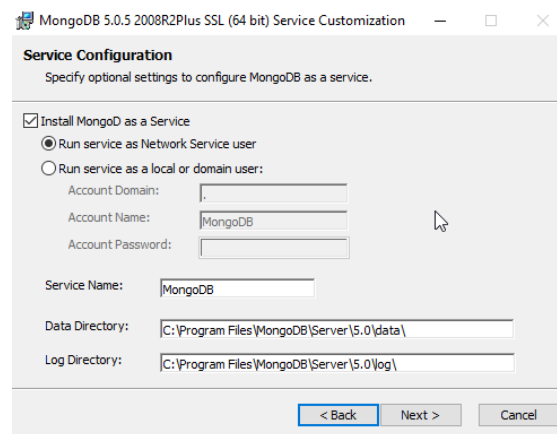 MongoDB 5.0.5 2008R2Plus SSL (64 bit) Service Customization
Service Configuration
Specify optional settings to configure MongoDB as a service.
Install MongoD as a Service
Run service as Network Service user
Run service as a local or domain user:
Account Domain: .
Account Name: MongoDB
Account Password:
Service Name: MongoDB
Data Directory: C:\Program Files\MongoDB\Server\5.0\data\
Log Directory: C:\Program Files\MongoDB\Server\5.0\log\
< Back Next > Cancel